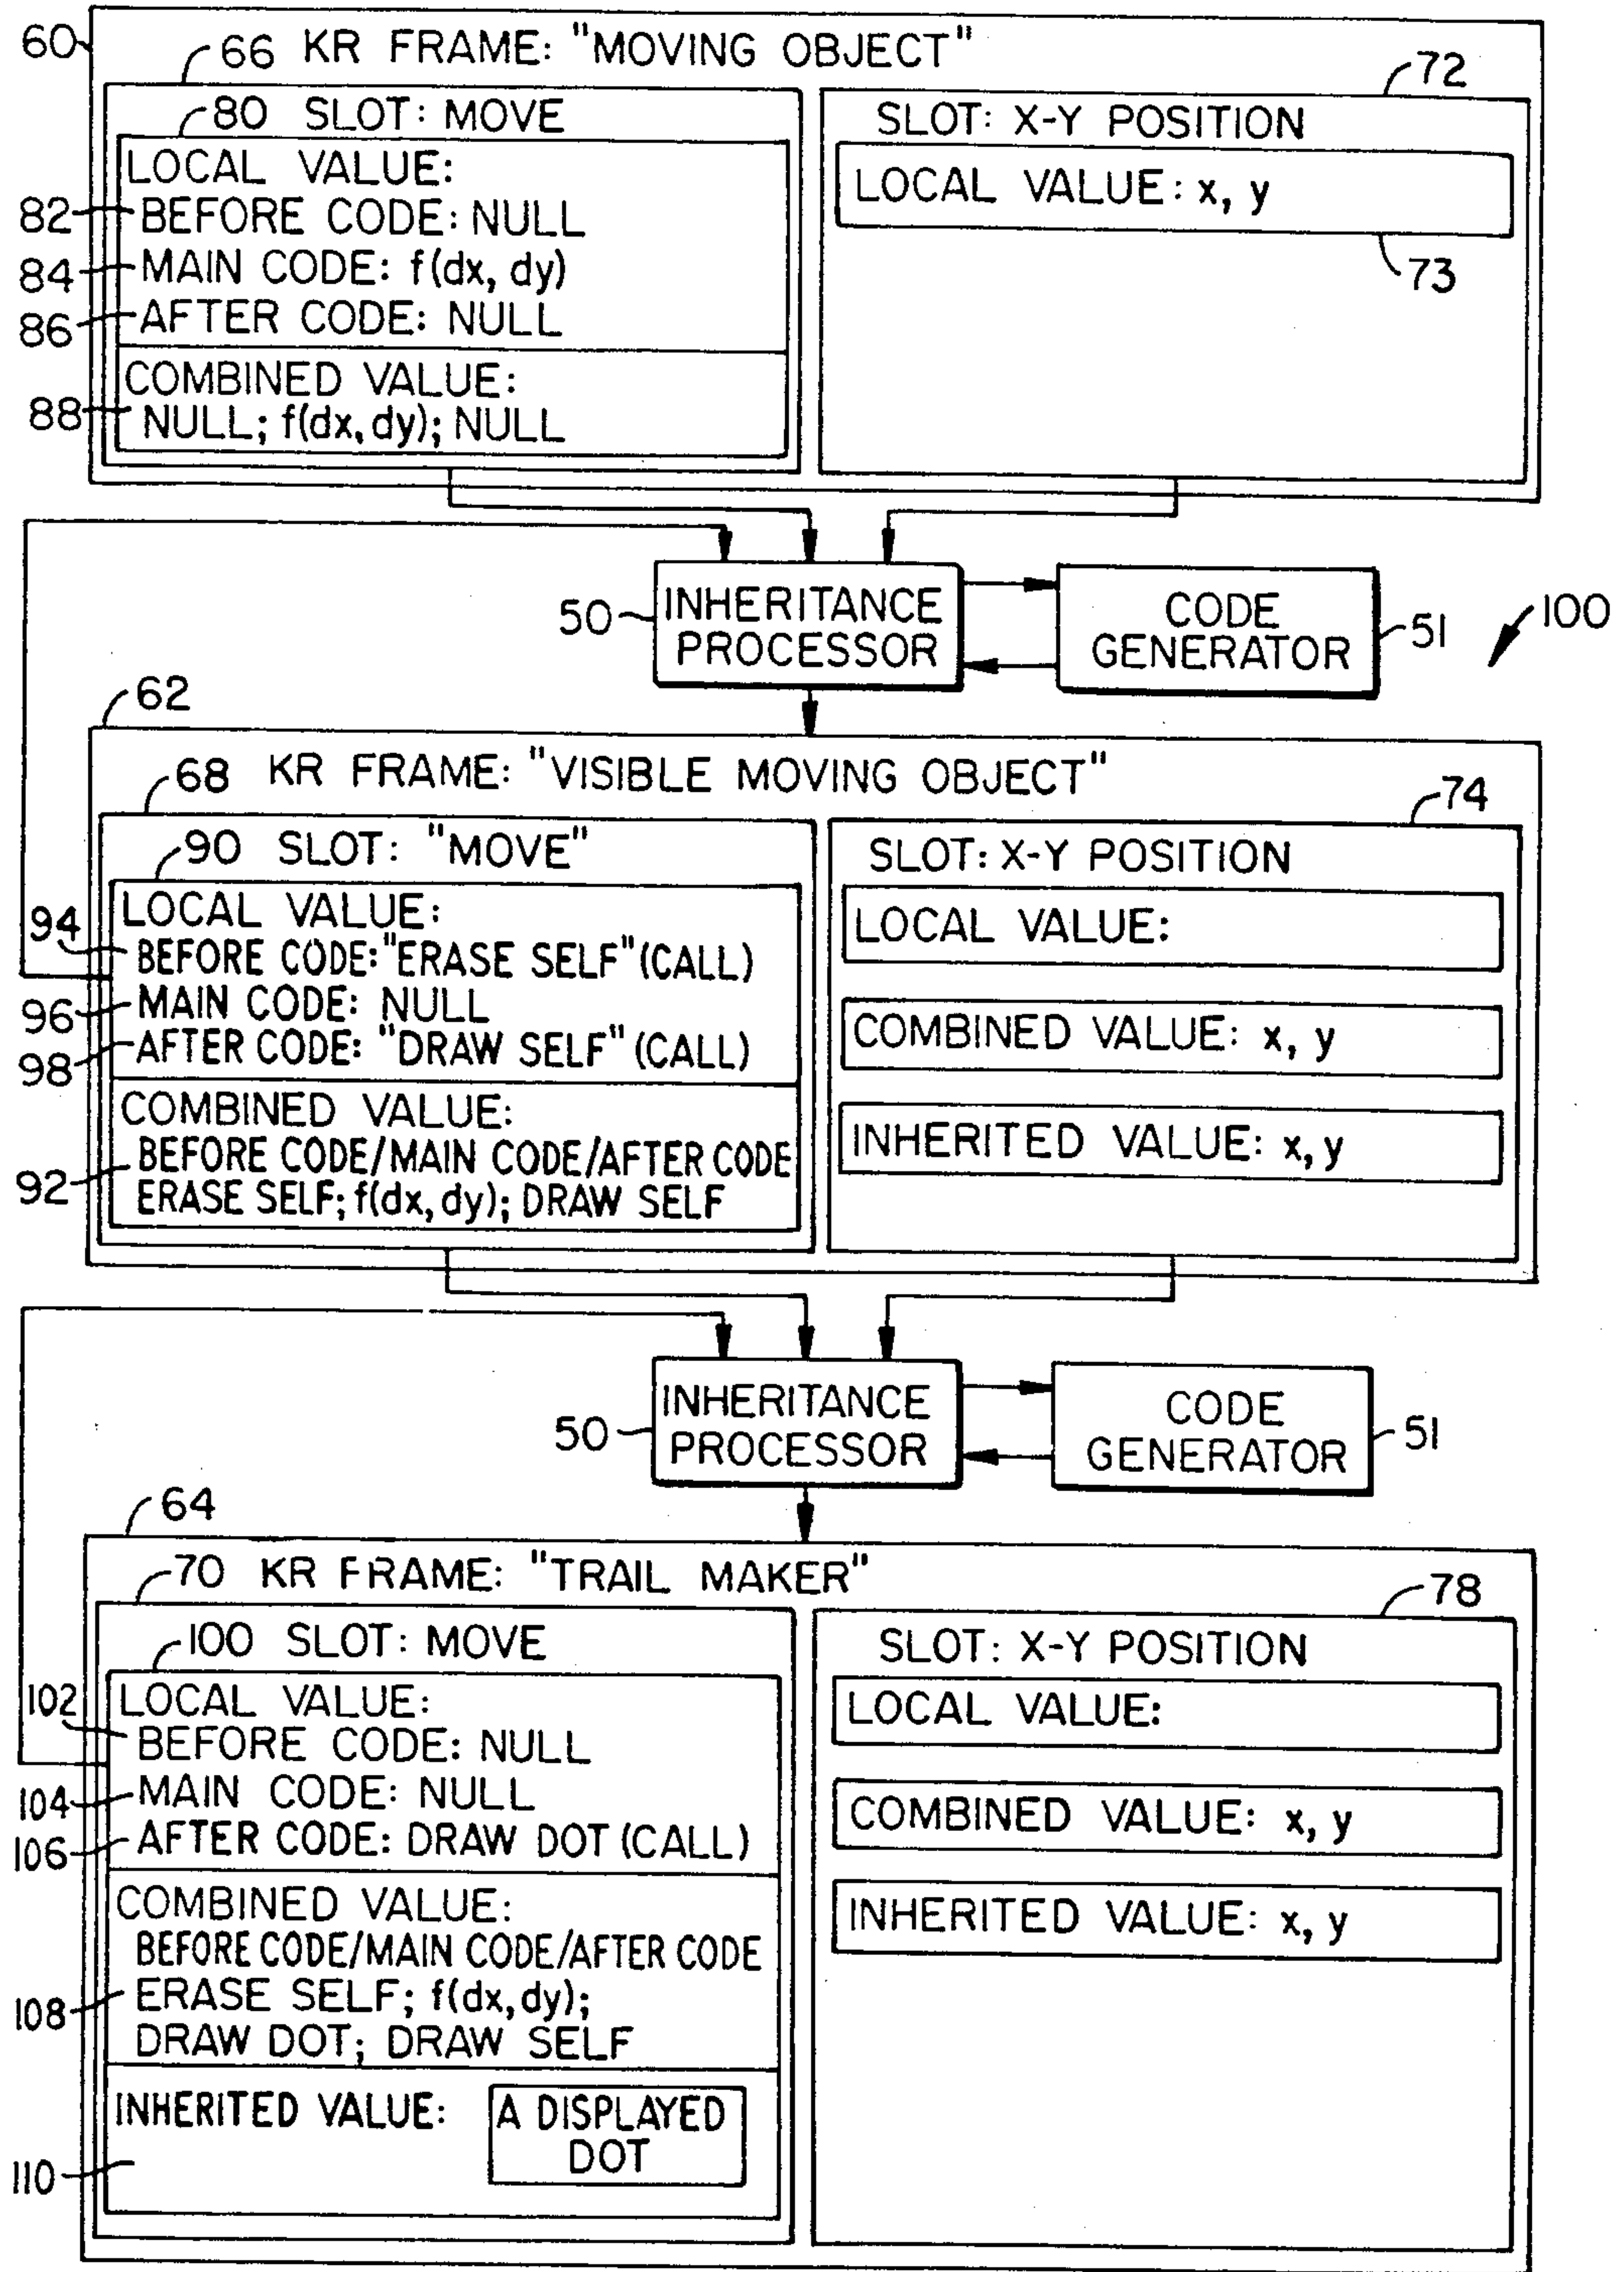 60
66 KR FRAME: "MOVING OBJECT"
72
80 SLOT: MOVE
LOCAL VALUE:
82 BEFORE CODE: NULL
84 MAIN CODE: f(dx, dy)
86 AFTER CODE: NULL
COMBINED VALUE:
88 NULL; f(dx,dy); NULL
SLOT: X-Y POSITION
LOCAL VALUE: x, y
73
50 INHERITANCE
PROCESSOR
CODE
GENERATOR
51
100
62
68 KR FRAME: "VISIBLE MOVING OBJECT"
74
90 SLOT: "MOVE"
LOCAL VALUE:
94 BEFORE CODE: "ERASE SELF" (CALL)
96 MAIN CODE: NULL
98 AFTER CODE: "DRAW SELF" (CALL)
COMBINED VALUE:
BEFORE CODE/MAIN CODE/AFTER CODE
92 ERASE SELF; f(dx,dy); DRAW SELF
SLOT: X-Y POSITION
LOCAL VALUE:
COMBINED VALUE: x, y
INHERITED VALUE: x, y
50 INHERITANCE
PROCESSOR
CODE
GENERATOR
51
64
70 KR FRAME: "TRAIL MAKER"
78
100 SLOT: MOVE
LOCAL VALUE:
102 BEFORE CODE: NULL
104 MAIN CODE: NULL
106 AFTER CODE: DRAW DOT (CALL)
COMBINED VALUE:
BEFORE CODE/MAIN CODE/AFTER CODE
108 ERASE SELF; f(dx,dy);
DRAW DOT; DRAW SELF
INHERITED VALUE: A DISPLAYED
DOT
110
SLOT: X-Y POSITION
LOCAL VALUE:
COMBINED VALUE: x, y
INHERITED VALUE: x, y